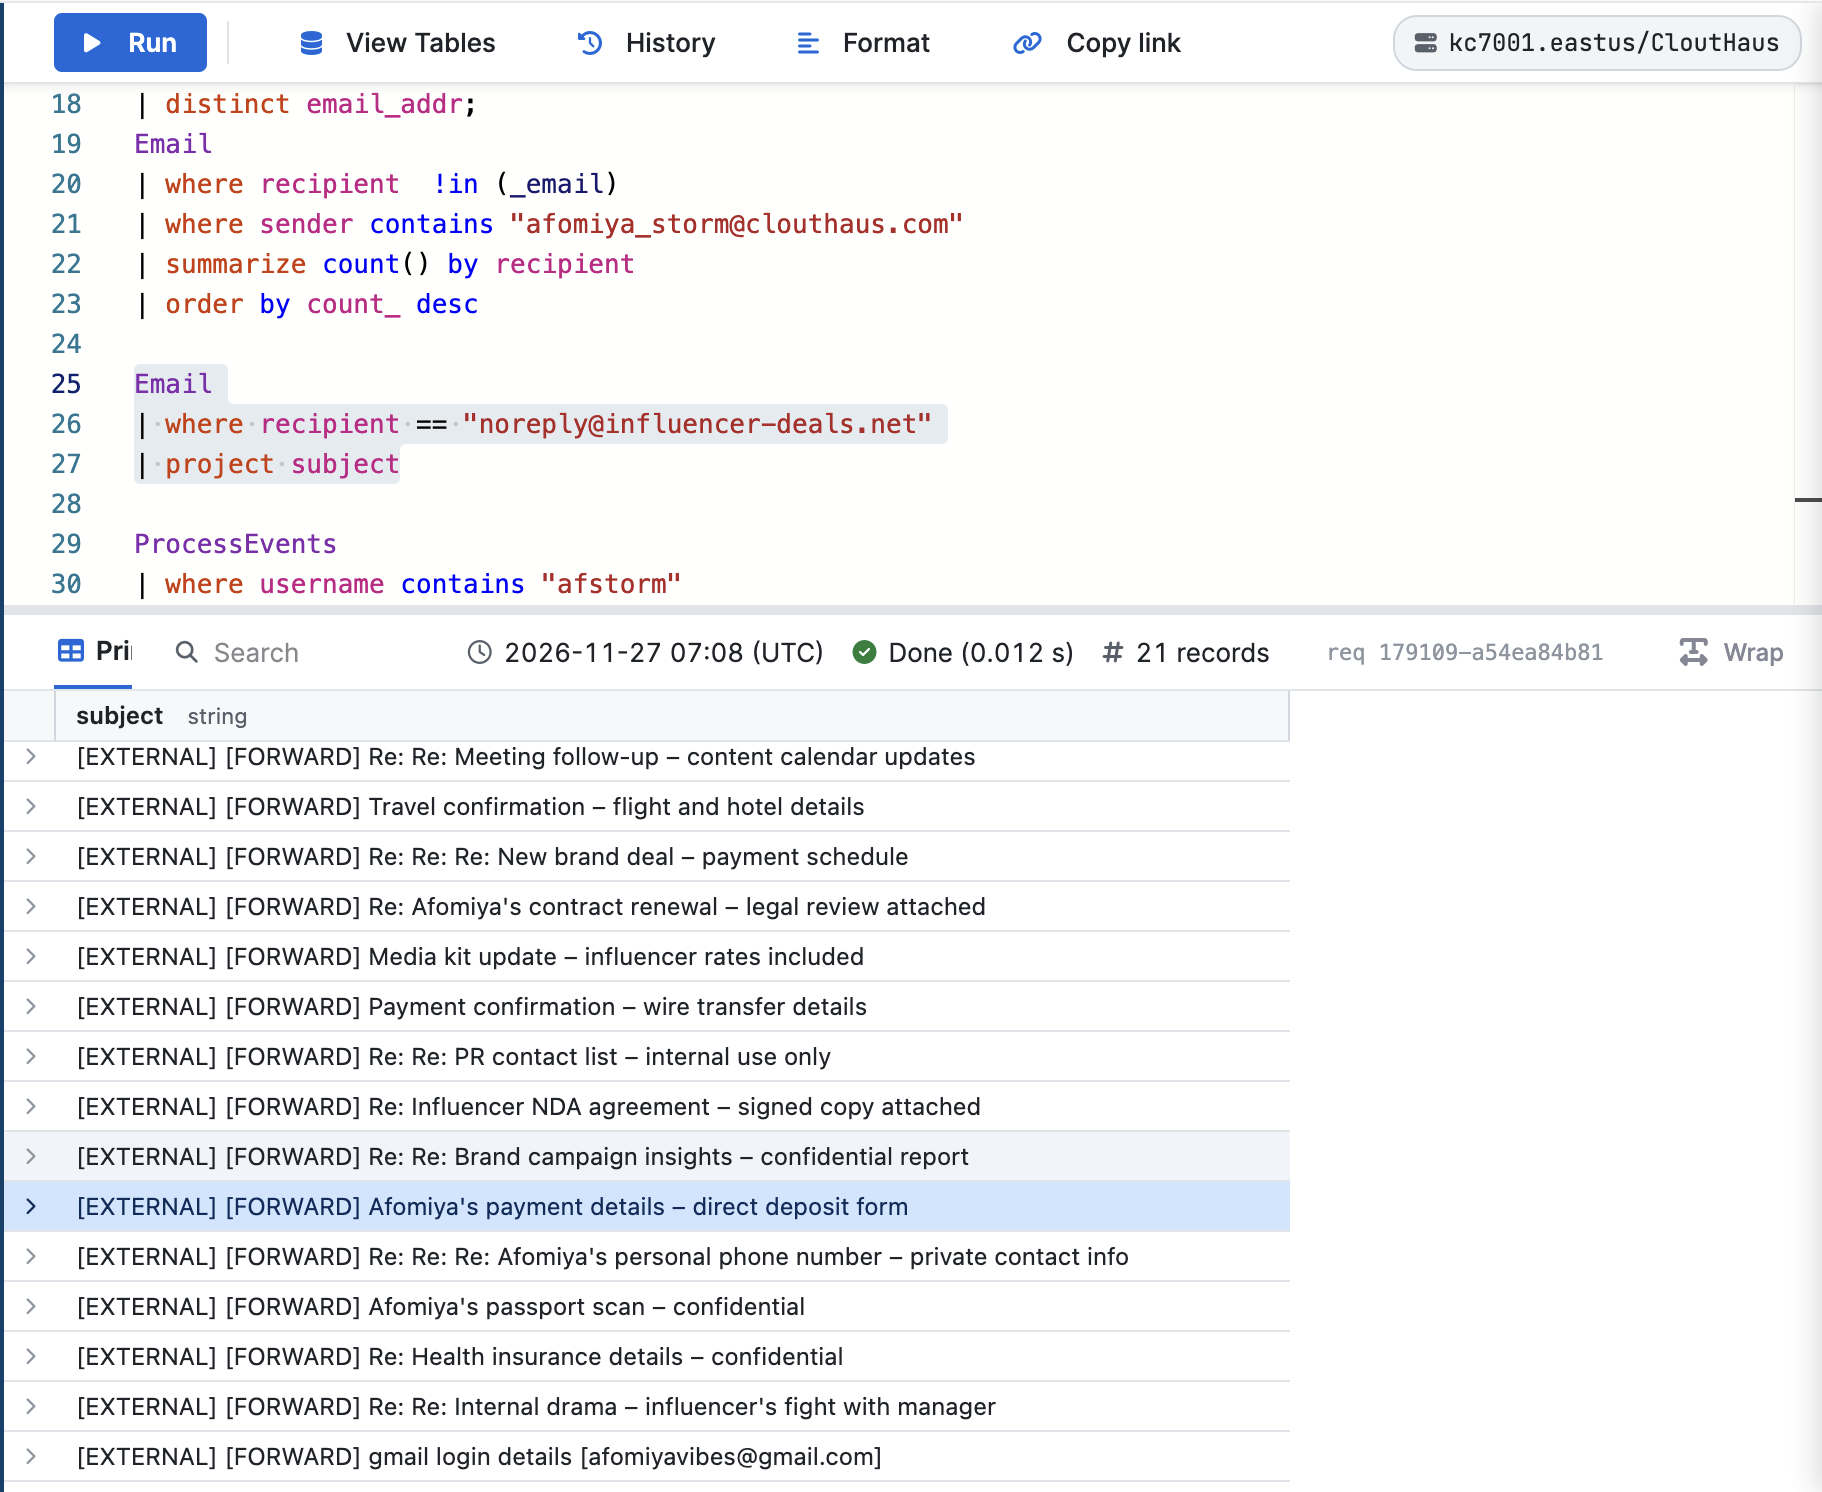 Run View Tables History Format Copy link kc7001.eastus/CloutHaus
18 | distinct email_addr;
19 Email
20 | where recipient  !in (_email)
21 | where sender contains "afomiya_storm@clouthaus.com"
22 | summarize count() by recipient
23 | order by count_ desc
24
25 Email
26 | where recipient == "noreply@influencer-deals.net"
27 | project subject
28
29 ProcessEvents
30 | where username contains "afstorm"
Pri Search 2026-11-27 07:08 (UTC) Done (0.012 s) # 21 records req 179109-a54ea84b81 Wrap
subject string
[EXTERNAL] [FORWARD] Re: Re: Meeting follow-up – content calendar updates
[EXTERNAL] [FORWARD] Travel confirmation – flight and hotel details
[EXTERNAL] [FORWARD] Re: Re: Re: New brand deal – payment schedule
[EXTERNAL] [FORWARD] Re: Afomiya's contract renewal – legal review attached
[EXTERNAL] [FORWARD] Media kit update – influencer rates included
[EXTERNAL] [FORWARD] Payment confirmation – wire transfer details
[EXTERNAL] [FORWARD] Re: Re: PR contact list – internal use only
[EXTERNAL] [FORWARD] Re: Influencer NDA agreement – signed copy attached
[EXTERNAL] [FORWARD] Re: Re: Brand campaign insights – confidential report
[EXTERNAL] [FORWARD] Afomiya's payment details – direct deposit form
[EXTERNAL] [FORWARD] Re: Re: Re: Afomiya's personal phone number – private contact info
[EXTERNAL] [FORWARD] Afomiya's passport scan – confidential
[EXTERNAL] [FORWARD] Re: Health insurance details – confidential
[EXTERNAL] [FORWARD] Re: Re: Internal drama – influencer's fight with manager
[EXTERNAL] [FORWARD] gmail login details [afomiyavibes@gmail.com]